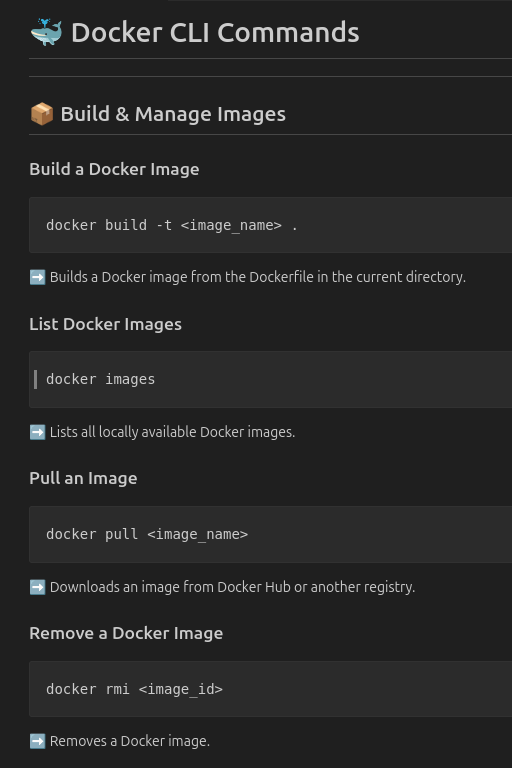 🐳 Docker CLI Commands
📦 Build & Manage Images
Build a Docker Image
docker build -t <image_name> .
➡️ Builds a Docker image from the Dockerfile in the current directory.
List Docker Images
docker images
➡️ Lists all locally available Docker images.
Pull an Image
docker pull <image_name>
➡️ Downloads an image from Docker Hub or another registry.
Remove a Docker Image
docker rmi <image_id>
➡️ Removes a Docker image.